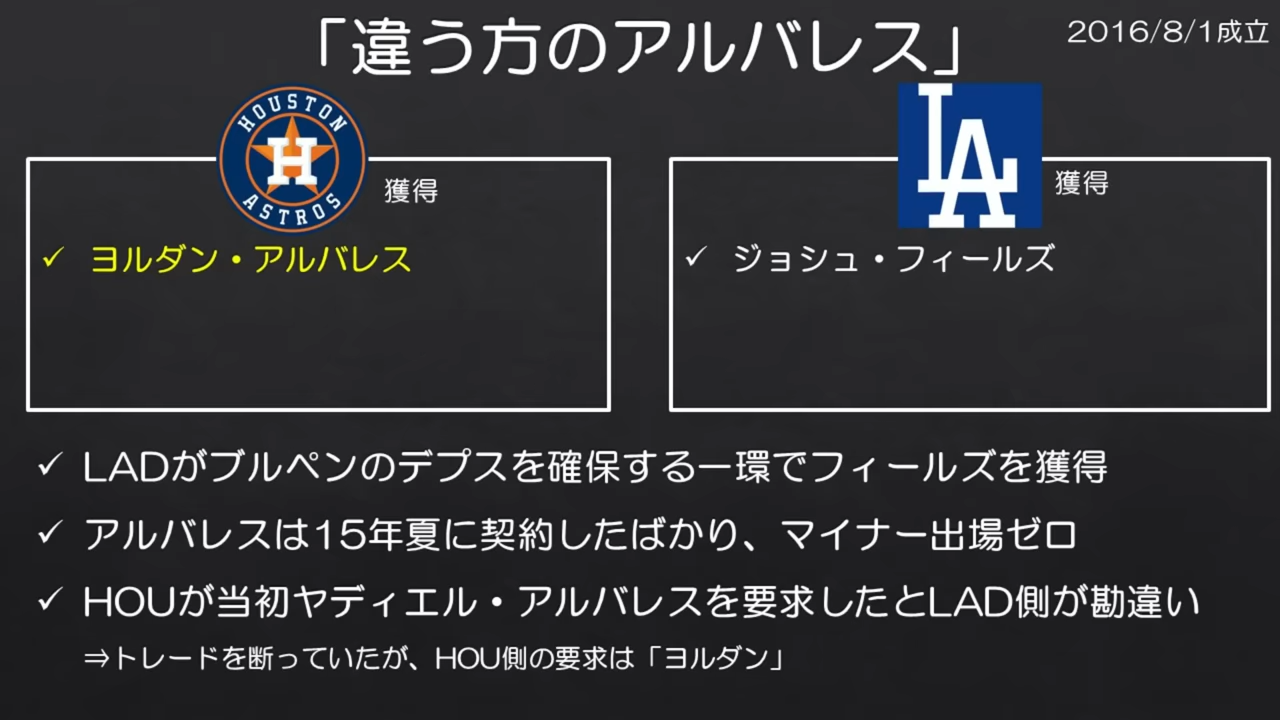 「違う方のアルバレス」
2016/8/1成立
HOUSTON
H
ASTROS
獲得
LA
獲得
✓ ヨルダン・アルバレス
✓ ジョシュ・フィールズ
✓ LADがブルペンのデプスを確保する一環でフィールズを獲得
✓ アルバレスは15年夏に契約したばかり、マイナー出場ゼロ
✓ HOUが当初ヤディエル・アルバレスを要求したとLAD側が勘違い
⇒トレードを断っていたが、HOU側の要求は「ヨルダン」